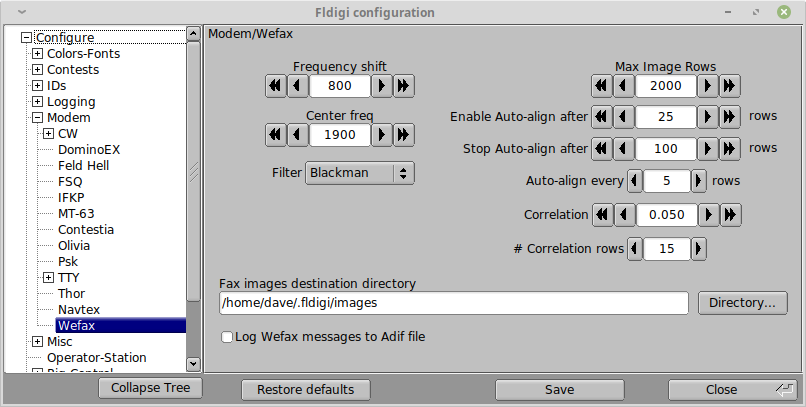 Fldigi configuration
Configure
Colors-Fonts
Contests
IDs
Logging
Modem
CW
DominoEX
Feld Hell
FSQ
IFKP
MT-63
Contestia
Olivia
Psk
TTY
Thor
Navtex
Wefax
Misc
Operator-Station
Collapse Tree
Modem/Wefax
Frequency shift
800
Center freq
1900
Filter Blackman
Max Image Rows
2000
Enable Auto-align after 25 rows
Stop Auto-align after 100 rows
Auto-align every 5 rows
Correlation 0.050
# Correlation rows 15
Fax images destination directory
/home/dave/.fldigi/images Directory...
Log Wefax messages to Adif file
Restore defaults Save Close